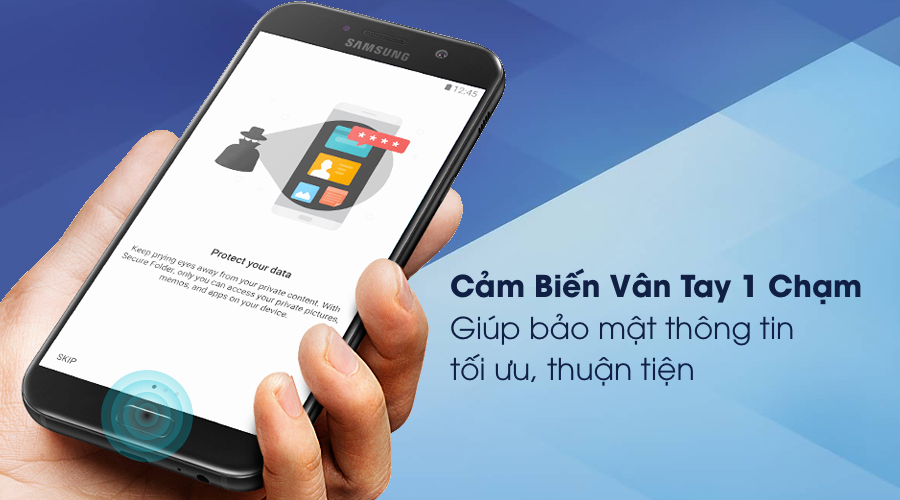 SAMSUNG
12:45
Protect your data
Keep prying eyes away from your private content. With
Secure Folder, only you can access your private pictures,
memos, and apps on your device.
SKIP
Cảm Biến Vân Tay 1 Chạm
Giúp bảo mật thông tin
tối ưu, thuận tiện